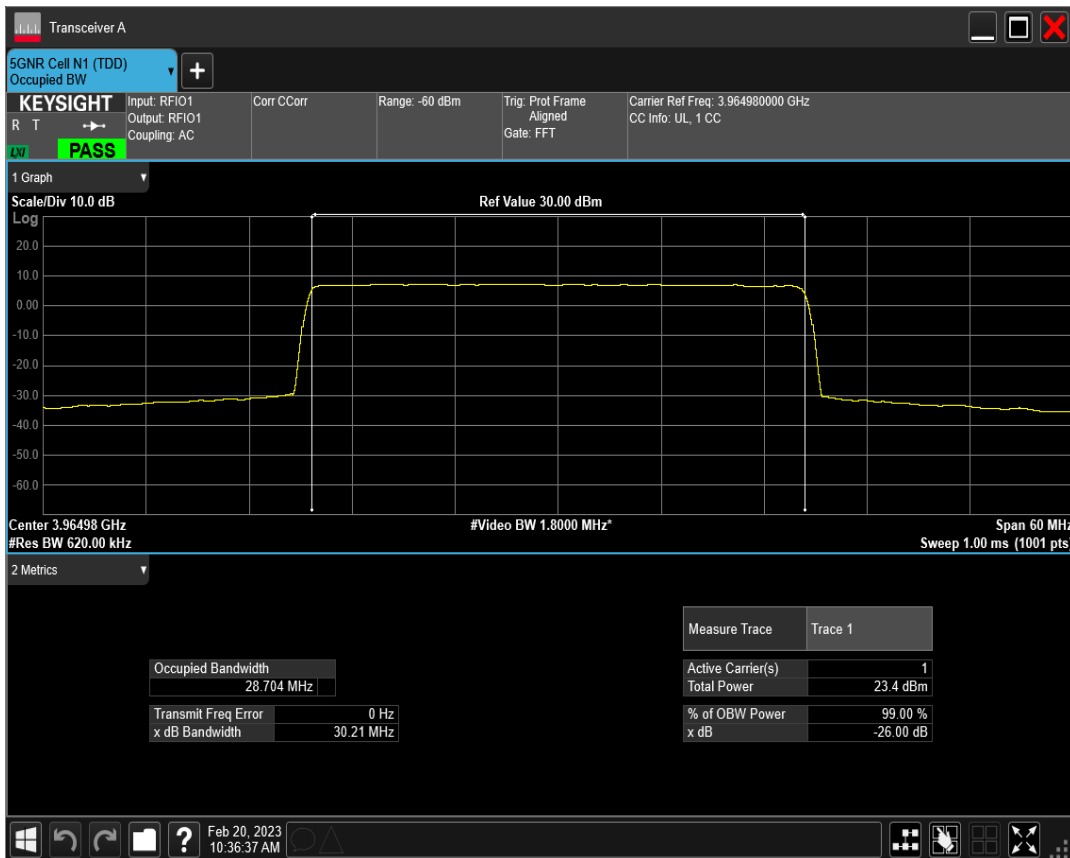 Transceiver A
5GNR Cell N1 (TDD)
Occupied BW
KEYSIGHT
R T
LXI
PASS
Input: RFIO1
Output: RFIO1
Coupling: AC
Corr CCorr
Range: -60 dBm
Trig: Prot Frame
Aligned
Gate: FFT
Carrier Ref Freq: 3.964980000 GHz
CC Info: UL, 1 CC
1 Graph
Scale/Div 10.0 dB
Ref Value 30.00 dBm
Log
20.0
10.0
0.00
-10.0
-20.0
-30.0
-40.0
-50.0
-60.0
Center 3.96498 GHz
#Video BW 1.8000 MHz*
Span 60 MHz
#Res BW 620.00 kHz
Sweep 1.00 ms (1001 pts)
2 Metrics
Measure Trace Trace 1
Occupied Bandwidth
28.704 MHz
Active Carrier(s) 1
Total Power 23.4 dBm
Transmit Freq Error 0 Hz
x dB Bandwidth 30.21 MHz
% of OBW Power 99.00 %
x dB -26.00 dB
Feb 20, 2023
10:36:37 AM